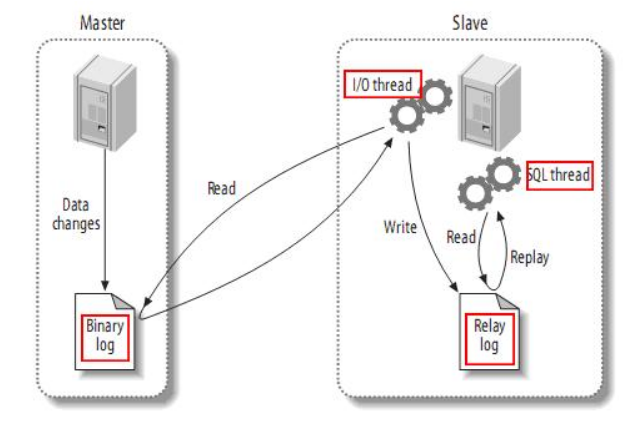 Master
Slave
I/O thread
SQL thread
Data
changes
Read
Write
Read
Replay
Binary
log
Relay
log